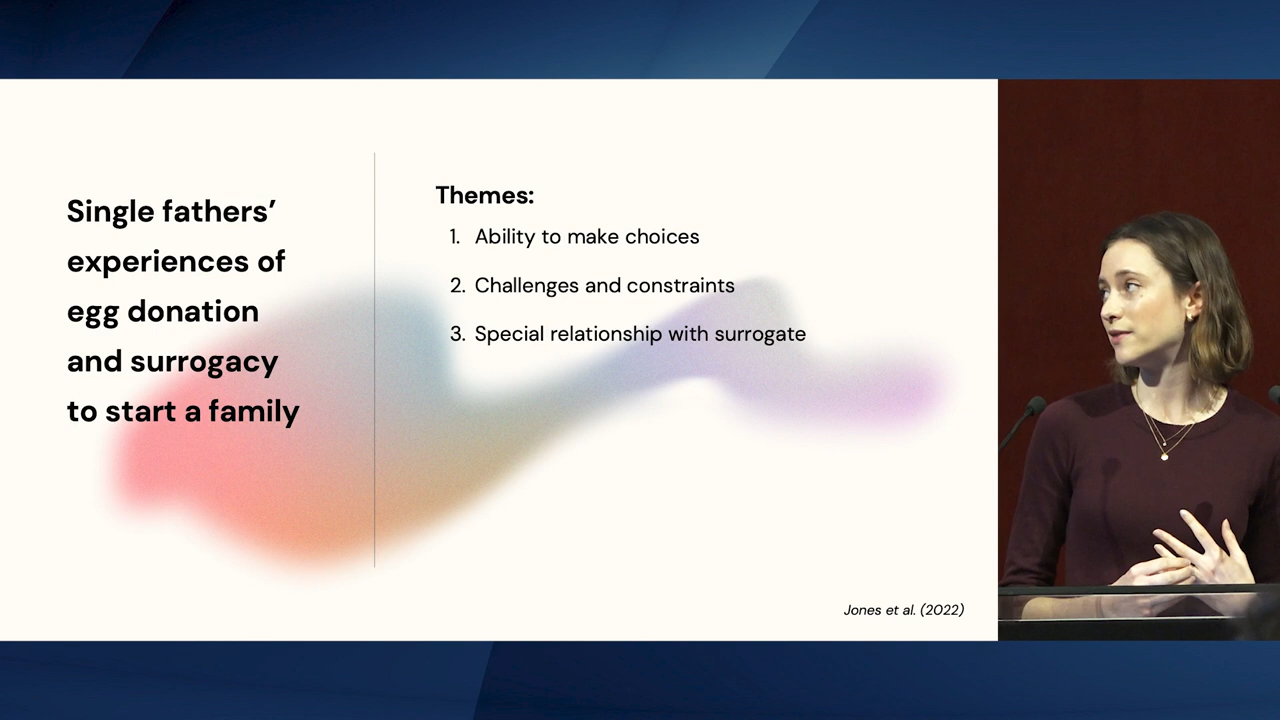 Single fathers’
experiences of
egg donation
and surrogacy
to start a family
Themes:
1. Ability to make choices
2. Challenges and constraints
3. Special relationship with surrogate
Jones et al. (2022)